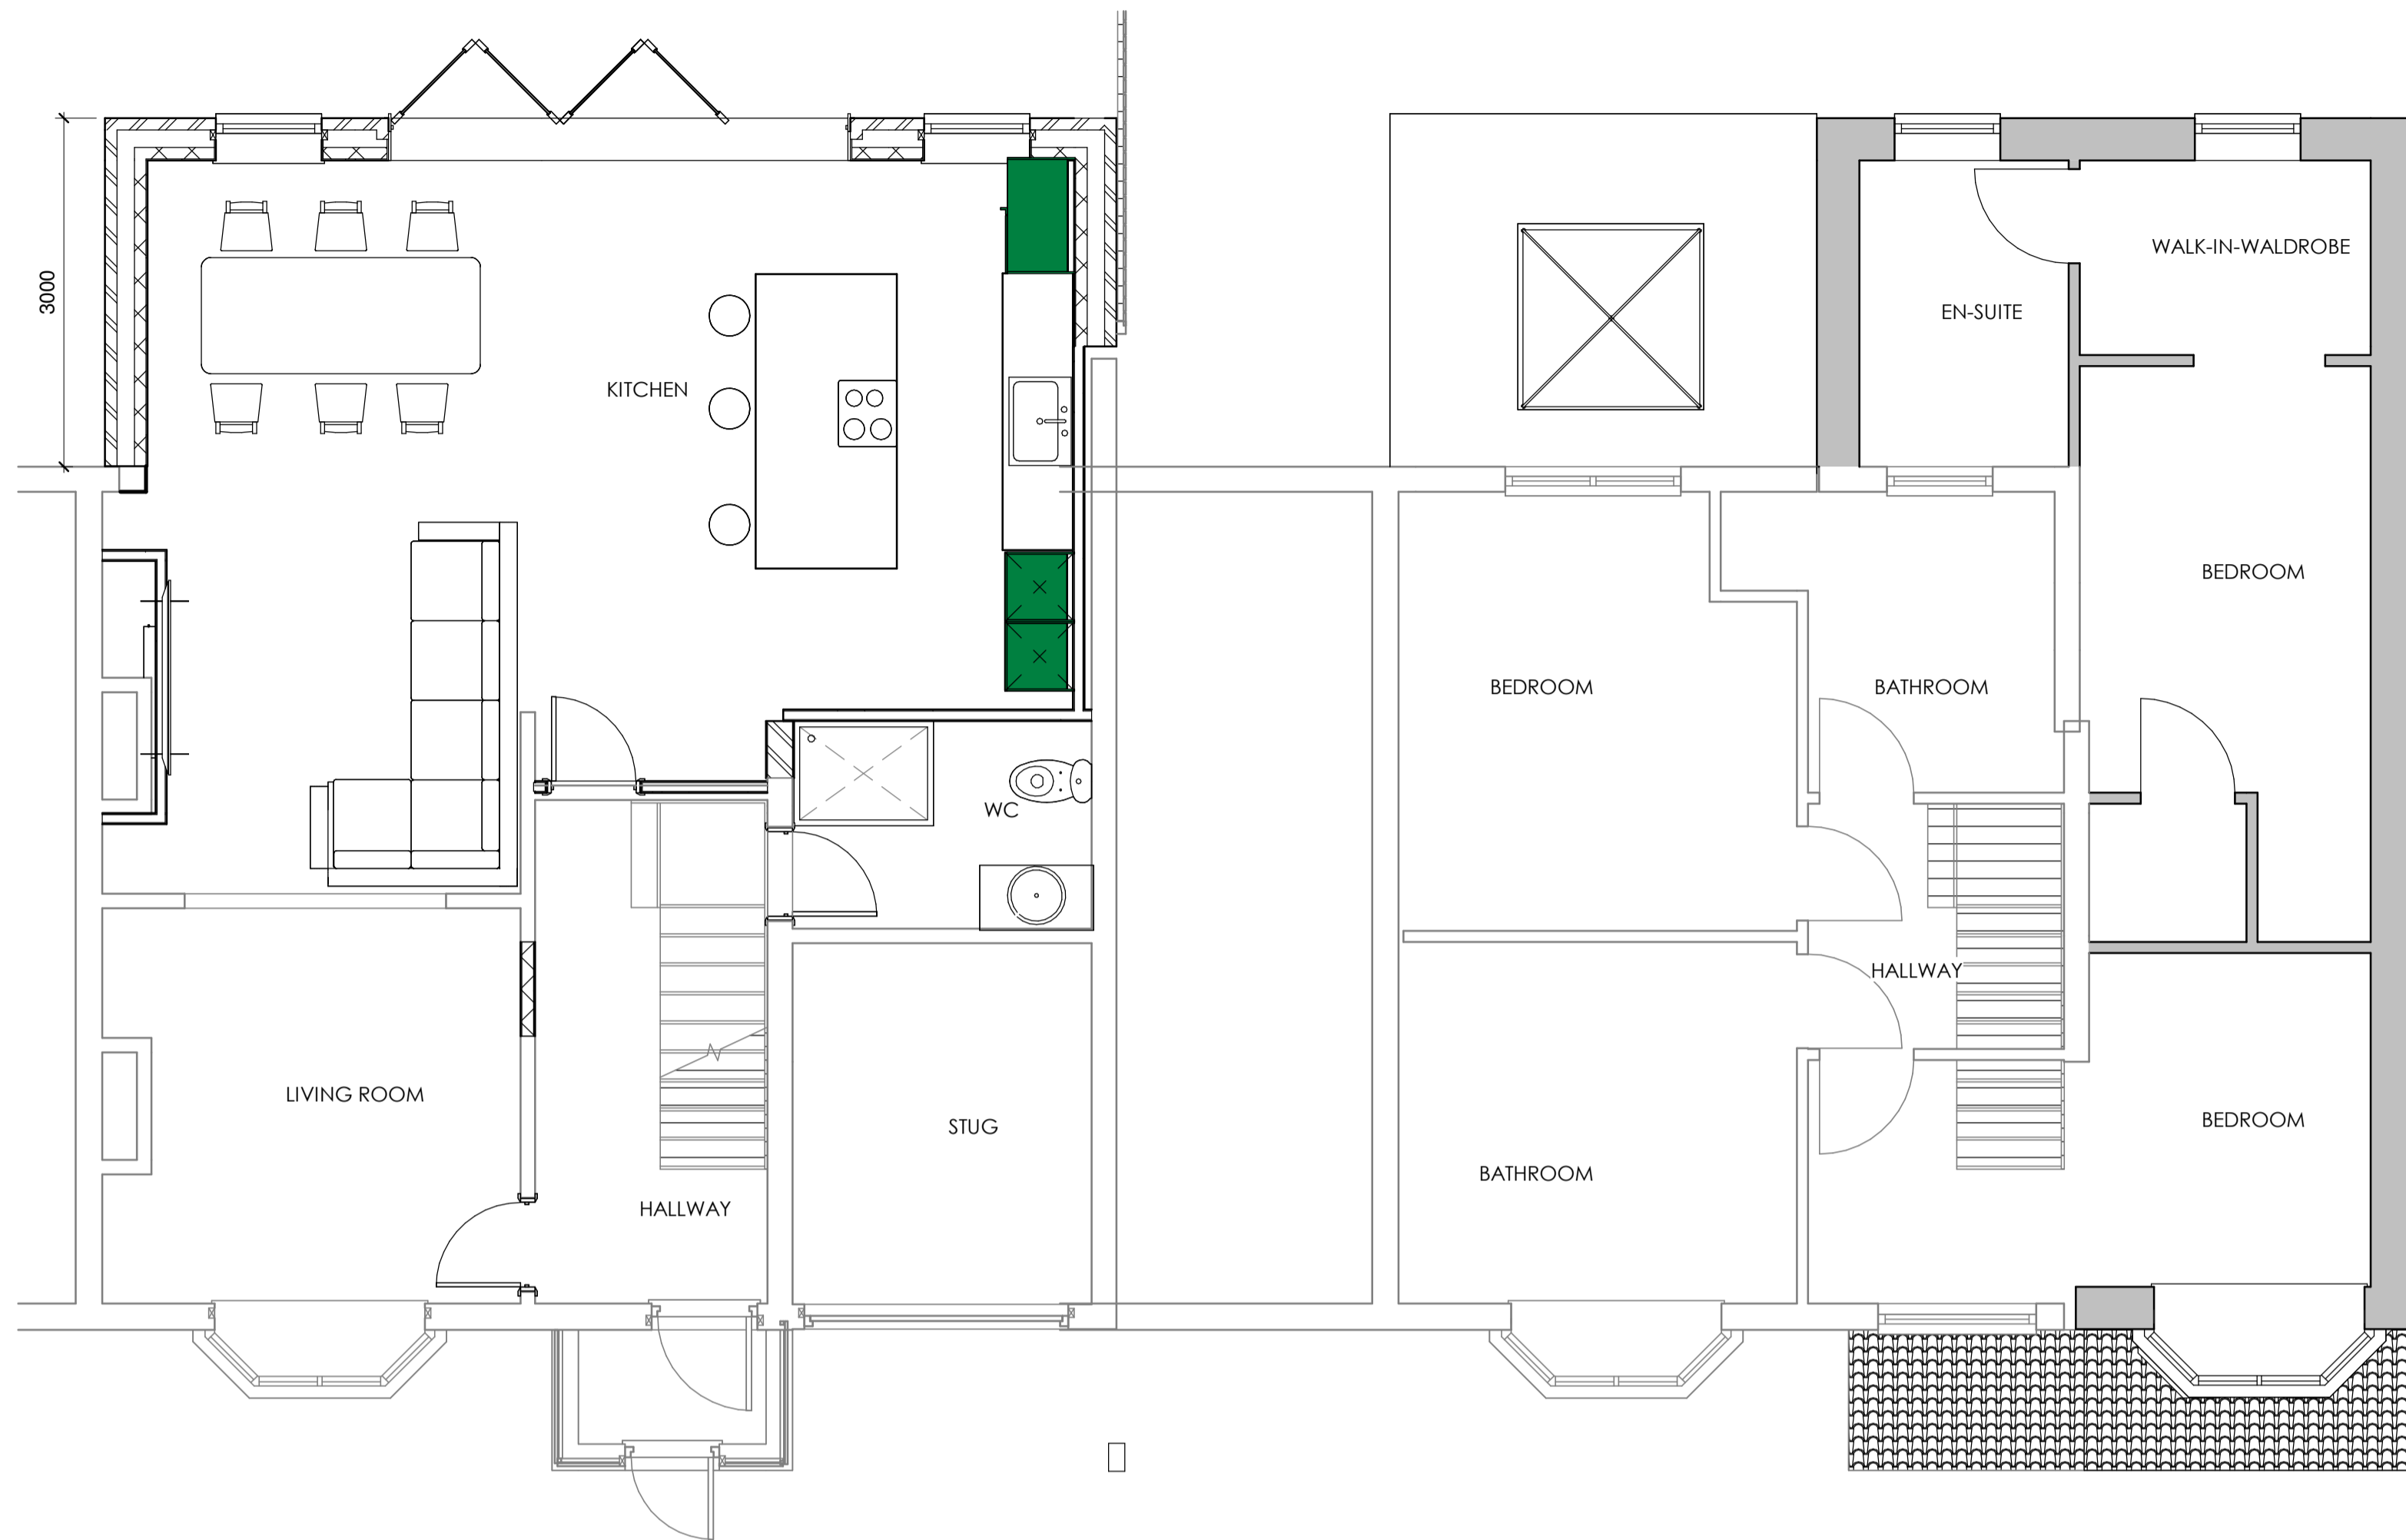 3000
KITCHEN
WC
LIVING ROOM
STUG
HALLWAY
WALK-IN-WALDROBE
EN-SUITE
BEDROOM
BEDROOM
BATHROOM
HALLWAY
BEDROOM
BATHROOM